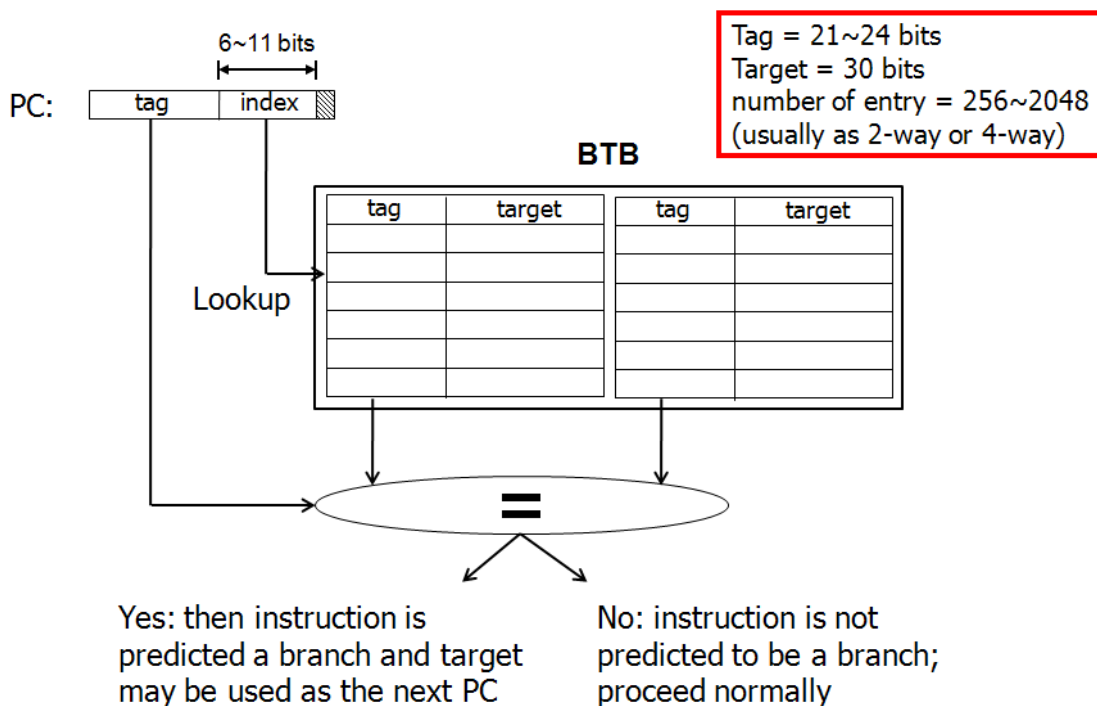 6~11 bits
PC:
tag
index
Tag = 21~24 bits
Target = 30 bits
number of entry = 256~2048
(usually as 2-way or 4-way)
BTB
tag
target
tag
target
Lookup
=
Yes: then instruction is
predicted a branch and target
may be used as the next PC
No: instruction is not
predicted to be a branch;
proceed normally